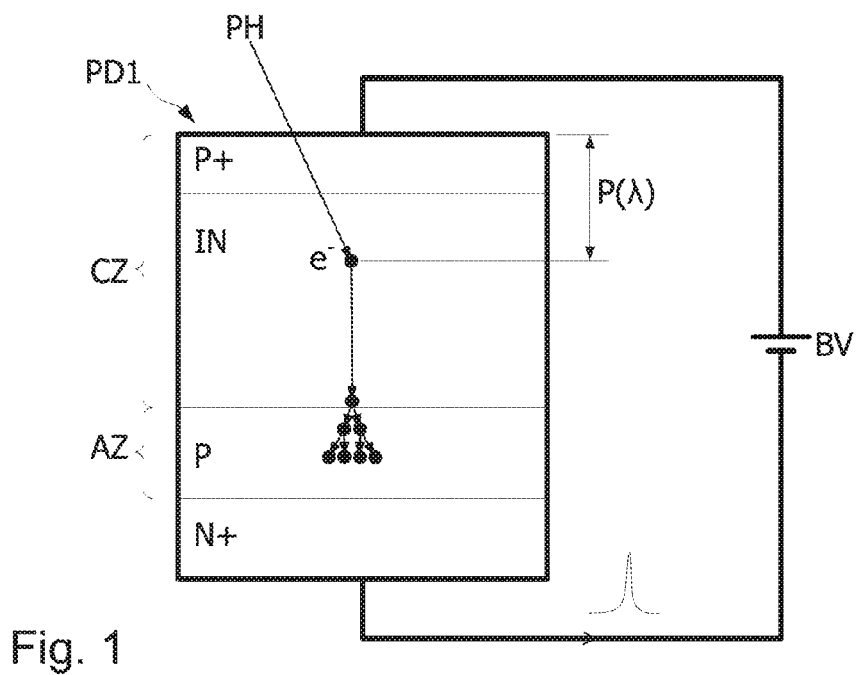 PH
PD1
P+
P(λ)
IN
e-
CZ
BV
AZ
P
N+
Fig. 1